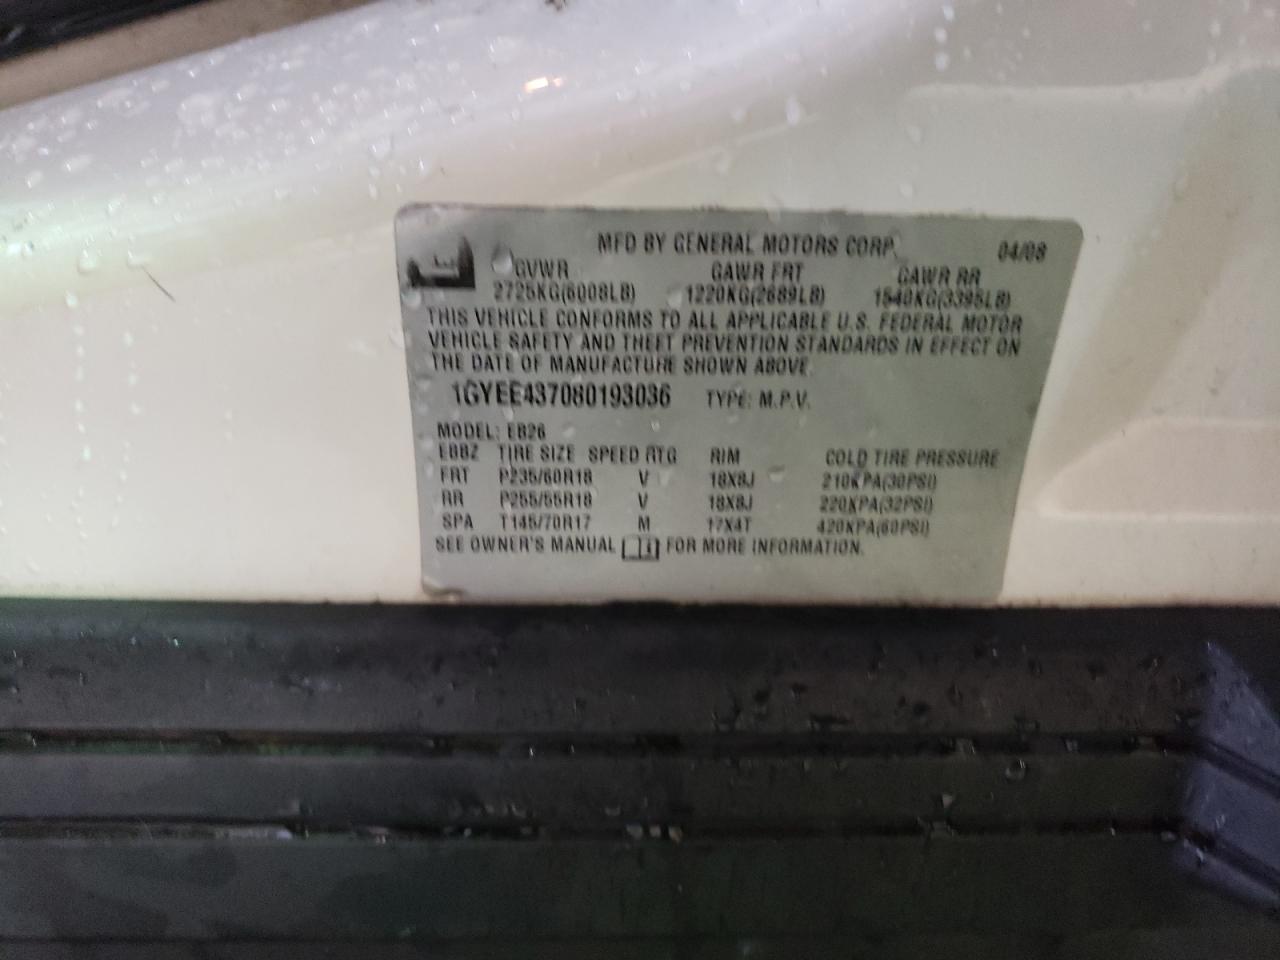 MFD BY GENERAL MOTORS CORP. 04/08
GVWR GAWR FRT GAWR RR
2725KG(6008LB) 1220KG(2689LB) 1540KG(3395LB)
THIS VEHICLE CONFORMS TO ALL APPLICABLE U.S. FEDERAL MOTOR
VEHICLE SAFETY AND THEFT PREVENTION STANDARDS IN EFFECT ON
THE DATE OF MANUFACTURE SHOWN ABOVE.
1GYEE437080193036 TYPE: M.P.V.
MODEL: EB26
EBBZ TIRE SIZE SPEED RTG RIM COLD TIRE PRESSURE
FRT P235/60R18 V 18X8J 210KPA(30PSI)
RR P255/55R18 V 18X8J 220KPA(32PSI)
SPA T145/70R17 M 17X4T 420KPA(60PSI)
SEE OWNER'S MANUAL FOR MORE INFORMATION.